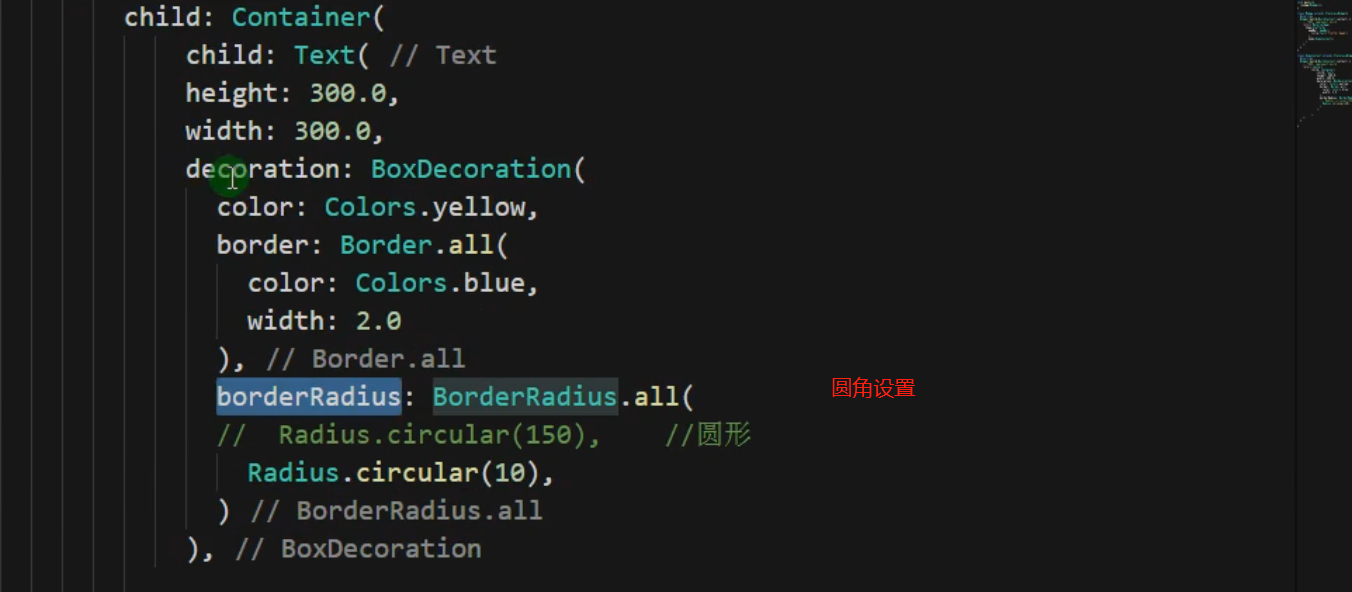 child: Container(
child: Text( // Text
height: 300.0,
width: 300.0,
decoration: BoxDecoration(
color: Colors.yellow,
border: Border.all(
color: Colors.blue,
width: 2.0
), // Border.all
borderRadius: BorderRadius.all( 圆角设置
// Radius.circular(150), //圆形
Radius.circular(10),
) // BorderRadius.all
), // BoxDecoration